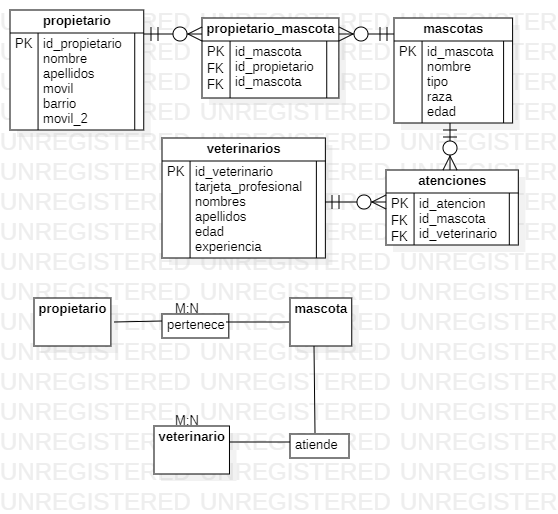 propietario
PK id_propietario
nombre
apellidos
movil
barrio
movil_2
propietario_mascota
PK id_mascota
FK id_propietario
FK id_mascota
mascotas
PK id_mascota
nombre
tipo
raza
edad
veterinarios
PK id_veterinario
tarjeta_profesional
nombres
apellidos
edad
experiencia
atenciones
PK id_atencion
FK id_mascota
FK id_veterinario
propietario
M:N
pertenece
mascota
M:N
veterinario
atiende
UNREGISTERED UNREGISTERED UNREGISTERED